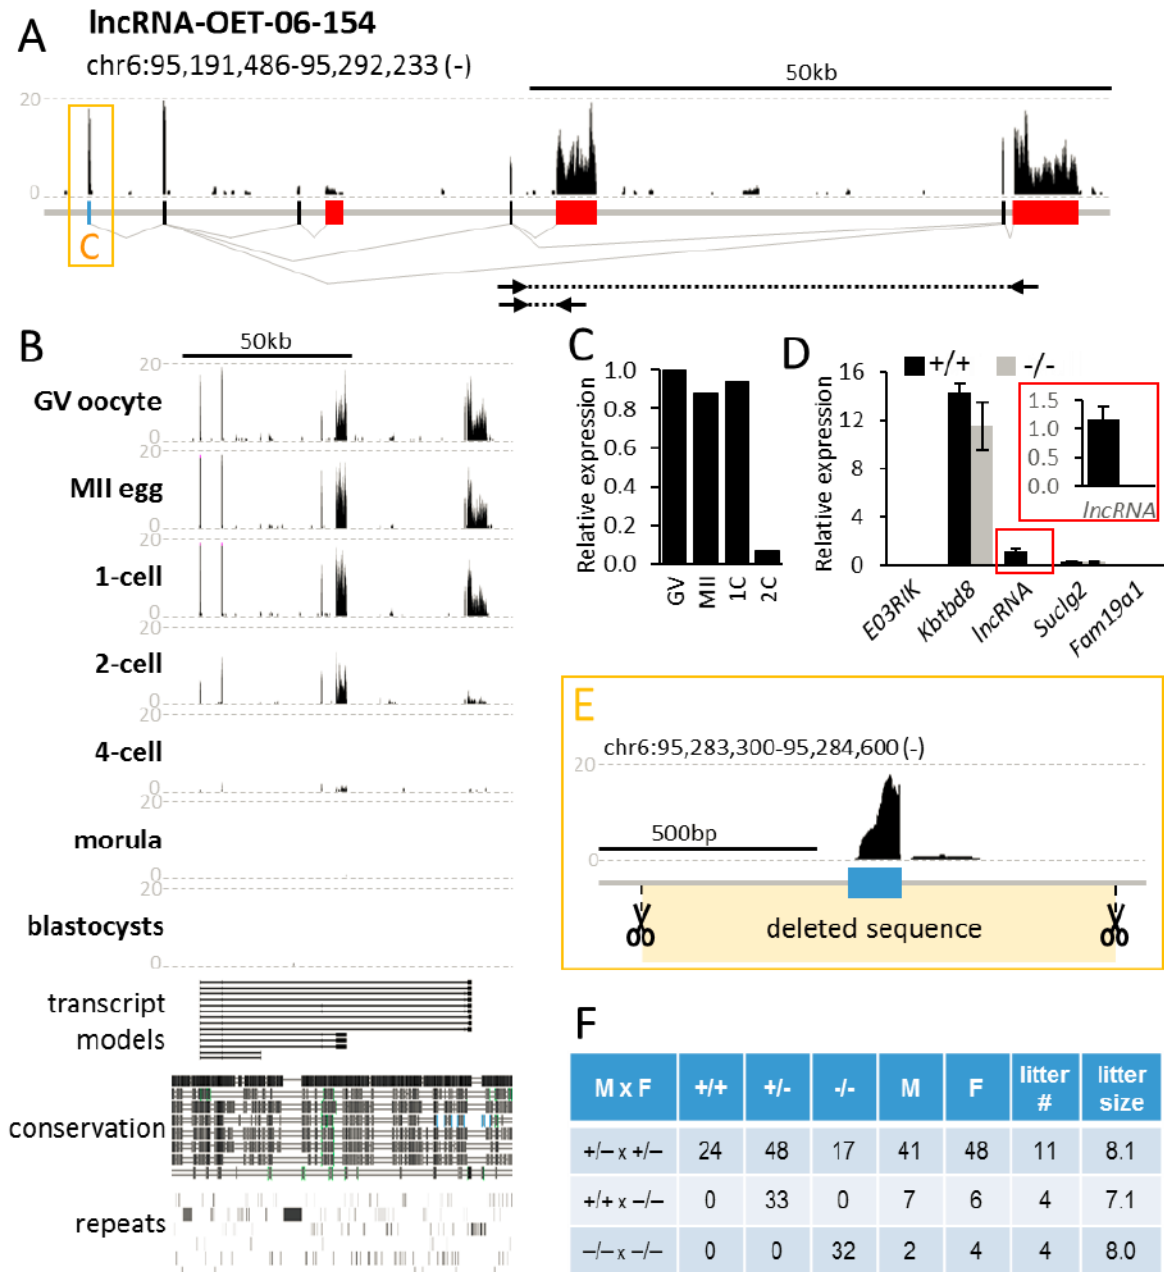 A
lncRNA-OET-06-154
chr6:95,191,486-95,292,233 (-)
50kb
20
0
C
B
50kb
20
GV oocyte
0
20
MII egg
0
20
1-cell
0
20
2-cell
0
20
4-cell
0
20
morula
0
20
blastocysts
0
transcript
models
conservation
repeats
C
Relative expression
1.0
0.8
0.6
0.4
0.2
0.0
GV MII 1C 2C
D
+/+ -/-
Relative expression
16
12
8
4
0
1.5
1.0
0.5
0.0
lncRNA
E03RIK Kbtbd8 lncRNA Suclg2 Fam19a1
E
chr6:95,283,300-95,284,600 (-)
20
500bp
0
deleted sequence
F
M x F +/+ +/- -/- M F litter # litter size
+/− x +/− 24 48 17 41 48 11 8.1
+/+ x −/− 0 33 0 7 6 4 7.1
−/− x −/− 0 0 32 2 4 4 8.0